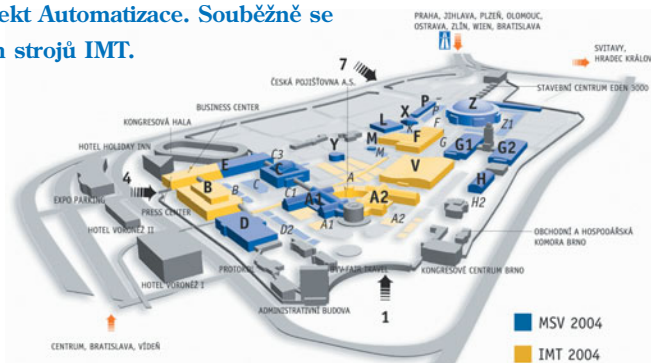 ekt Automatizace. Souběžně se
n strojů IMT.
PRAHA, JIHLAVA, PLZEŇ, OLOMOUC,
OSTRAVA, ZLÍN, WIEN, BRATISLAVA
SVITAVY,
HRADEC KRÁLOV
7
ČESKÁ POJIŠŤOVNA A.S.
STAVEBNÍ CENTRUM EDEN 3000
BUSINESS CENTER
KONGRESOVÁ HALA
HOTEL HOLIDAY INN
P
P
Z
X
L
F
F
Z1
K
M
M
G
G1
G2
Y
E
C3
C
C
V
H
H2
4
B
B
A
C1
A1
A2
A1
A2
EXPO PARKING
PRESS CENTER
HOTEL VORONĚŽ II
D
D2
OBCHODNÍ A HOSPODÁŘSKÁ
KOMORA BRNO
HOTEL VORONĚŽ I
PROTOKOL
BVV-FAIR TRAVEL
KONGRESOVÉ CENTRUM BRNO
ADMINISTRATIVNÍ BUDOVA
1
CENTRUM, BRATISLAVA, VÍDEŇ
MSV 2004
IMT 2004